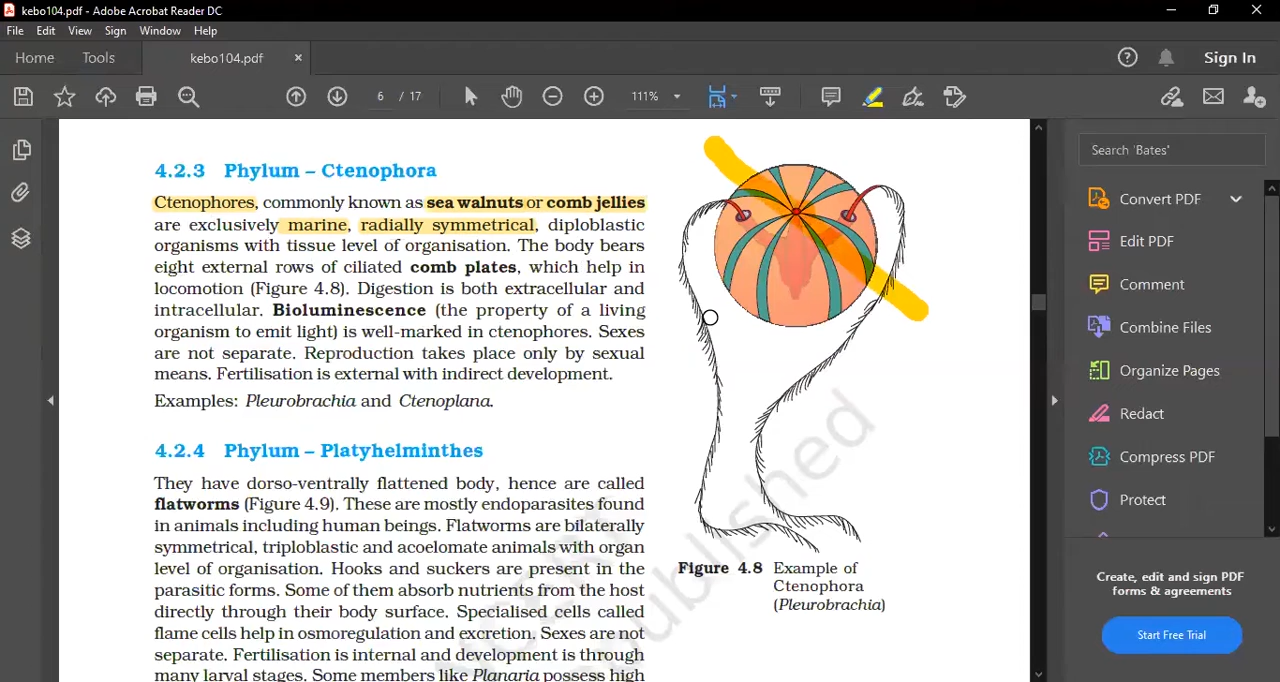 kebo104.pdf - Adobe Acrobat Reader DC
File Edit View Sign Window Help
Home Tools kebo104.pdf × Sign In
6 / 17 111%
4.2.3 Phylum – Ctenophora
Ctenophores, commonly known as sea walnuts or comb jellies
are exclusively marine, radially symmetrical, diploblastic
organisms with tissue level of organisation. The body bears
eight external rows of ciliated comb plates, which help in
locomotion (Figure 4.8). Digestion is both extracellular and
intracellular. Bioluminescence (the property of a living
organism to emit light) is well-marked in ctenophores. Sexes
are not separate. Reproduction takes place only by sexual
means. Fertilisation is external with indirect development.
Examples: Pleurobrachia and Ctenoplana.
4.2.4 Phylum – Platyhelminthes
They have dorso-ventrally flattened body, hence are called
flatworms (Figure 4.9). These are mostly endoparasites found
in animals including human beings. Flatworms are bilaterally
symmetrical, triploblastic and acoelomate animals with organ
level of organisation. Hooks and suckers are present in the
parasitic forms. Some of them absorb nutrients from the host
directly through their body surface. Specialised cells called
flame cells help in osmoregulation and excretion. Sexes are not
separate. Fertilisation is internal and development is through
many larval stages. Some members like Planaria possess high
Figure 4.8 Example of
Ctenophora
(Pleurobrachia)
NCERT
published
Search 'Bates'
Convert PDF
Edit PDF
Comment
Combine Files
Organize Pages
Redact
Compress PDF
Protect
Create, edit and sign PDF
forms & agreements
Start Free Trial